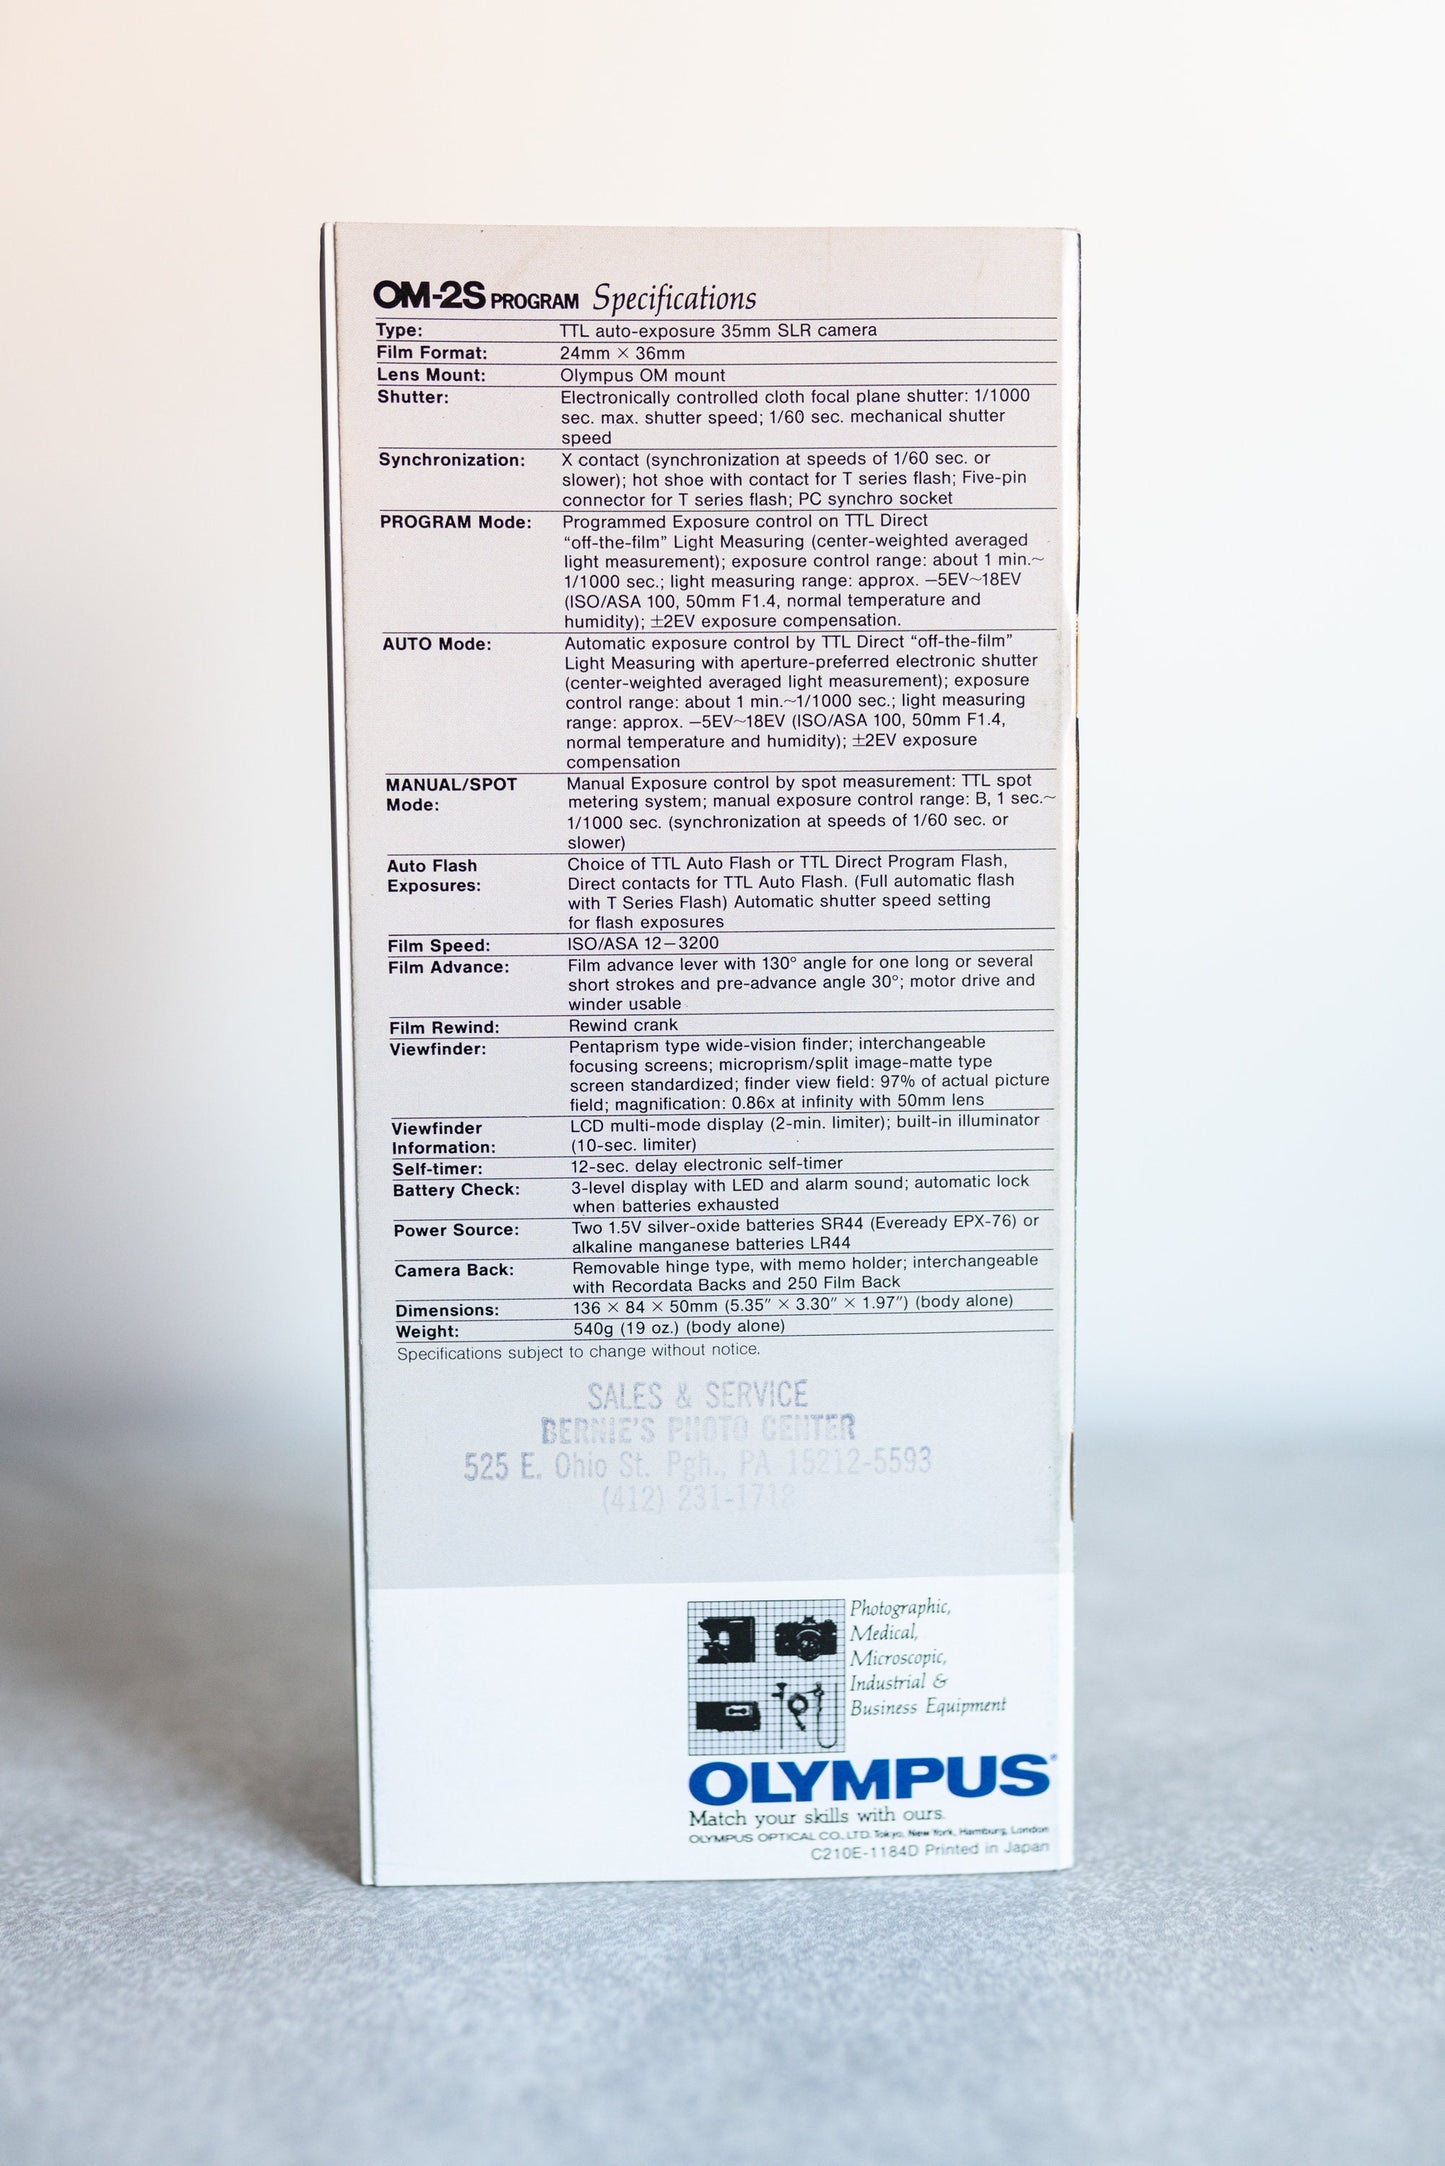 OM-2S PROGRAM Specifications
Type: TTL auto-exposure 35mm SLR camera
Film Format: 24mm × 36mm
Lens Mount: Olympus OM mount
Shutter: Electronically controlled cloth focal plane shutter: 1/1000
sec. max. shutter speed; 1/60 sec. mechanical shutter
speed
Synchronization: X contact (synchronization at speeds of 1/60 sec. or
slower); hot shoe with contact for T series flash; Five-pin
connector for T series flash; PC synchro socket
PROGRAM Mode: Programmed Exposure control on TTL Direct
“off-the-film” Light Measuring (center-weighted averaged
light measurement); exposure control range: about 1 min.~
1/1000 sec.; light measuring range: approx. −5EV~18EV
(ISO/ASA 100, 50mm F1.4, normal temperature and
humidity); ±2EV exposure compensation.
AUTO Mode: Automatic exposure control by TTL Direct “off-the-film”
Light Measuring with aperture-preferred electronic shutter
(center-weighted averaged light measurement); exposure
control range: about 1 min.~1/1000 sec.; light measuring
range: approx. −5EV~18EV (ISO/ASA 100, 50mm F1.4,
normal temperature and humidity); ±2EV exposure
compensation
MANUAL/SPOT Manual Exposure control by spot measurement: TTL spot
Mode: metering system; manual exposure control range: B, 1 sec.~
1/1000 sec. (synchronization at speeds of 1/60 sec. or
slower)
Auto Flash Choice of TTL Auto Flash or TTL Direct Program Flash,
Exposures: Direct contacts for TTL Auto Flash. (Full automatic flash
with T Series Flash) Automatic shutter speed setting
for flash exposures
Film Speed: ISO/ASA 12−3200
Film Advance: Film advance lever with 130° angle for one long or several
short strokes and pre-advance angle 30°; motor drive and
winder usable
Film Rewind: Rewind crank
Viewfinder: Pentaprism type wide-vision finder; interchangeable
focusing screens; microprism/split image-matte type
screen standardized; finder view field: 97% of actual picture
field; magnification: 0.86x at infinity with 50mm lens
Viewfinder LCD multi-mode display (2-min. limiter); built-in illuminator
Information: (10-sec. limiter)
Self-timer: 12-sec. delay electronic self-timer
Battery Check: 3-level display with LED and alarm sound; automatic lock
when batteries exhausted
Power Source: Two 1.5V silver-oxide batteries SR44 (Eveready EPX-76) or
alkaline manganese batteries LR44
Camera Back: Removable hinge type, with memo holder; interchangeable
with Recordata Backs and 250 Film Back
Dimensions: 136 × 84 × 50mm (5.35″ × 3.30″ × 1.97″) (body alone)
Weight: 540g (19 oz.) (body alone)
Specifications subject to change without notice.
SALES & SERVICE
BERNIE'S PHOTO CENTER
525 E. Ohio St. Pgh., PA 15212-5593
(412) 231-1718
Photographic,
Medical,
Microscopic,
Industrial &
Business Equipment
OLYMPUS®
Match your skills with ours.
OLYMPUS OPTICAL CO., LTD. Tokyo, New York, Hamburg, London
C210E-1184D Printed in Japan